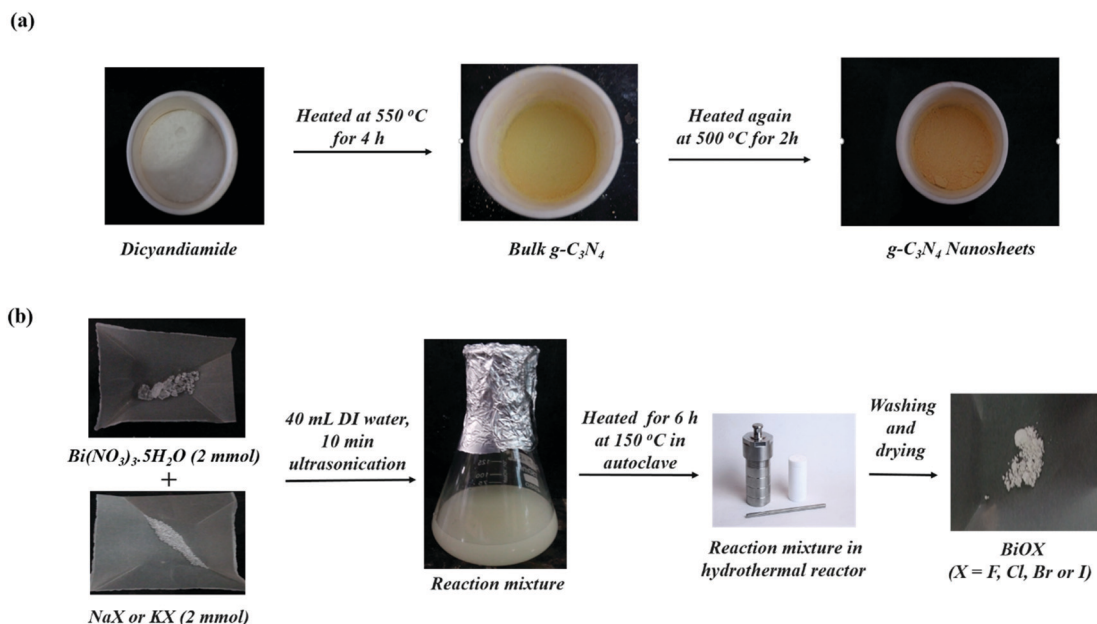 (a)
Heated at 550 °C
for 4 h
Heated again
at 500 °C for 2h
Dicyandiamide
Bulk g-C₃N₄
g-C₃N₄ Nanosheets
(b)
Bi(NO₃)₃.5H₂O (2 mmol)
+
NaX or KX (2 mmol)
40 mL DI water,
10 min
ultrasonication
Reaction mixture
Heated for 6 h
at 150 °C in
autoclave
Reaction mixture in
hydrothermal reactor
Washing
and
drying
BiOX
(X = F, Cl, Br or I)